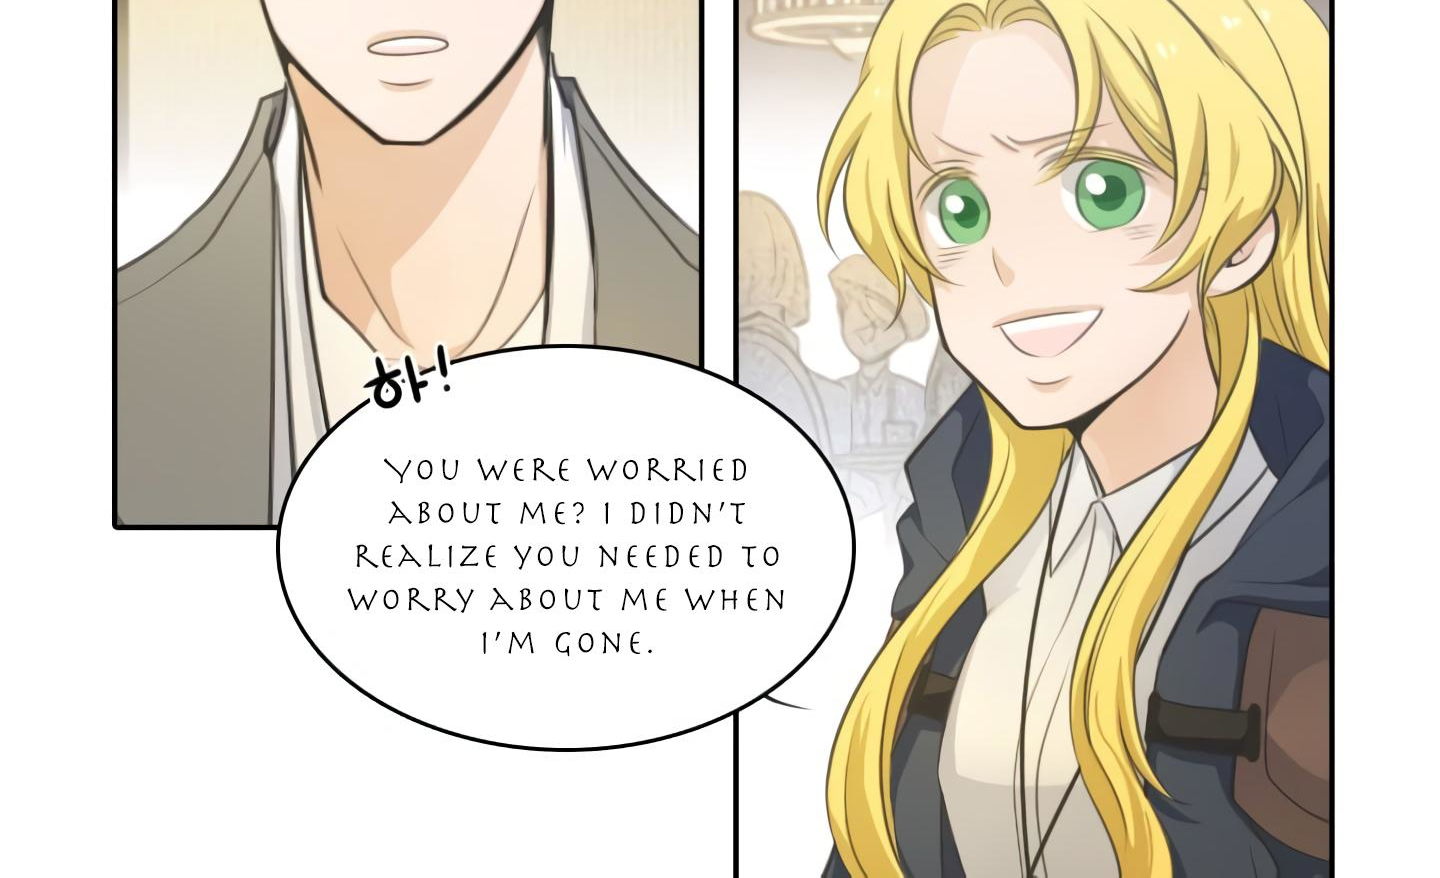 하!
YOU WERE WORRIED
ABOUT ME? I DIDN'T
REALIZE YOU NEEDED TO
WORRY ABOUT ME WHEN
I'M GONE.